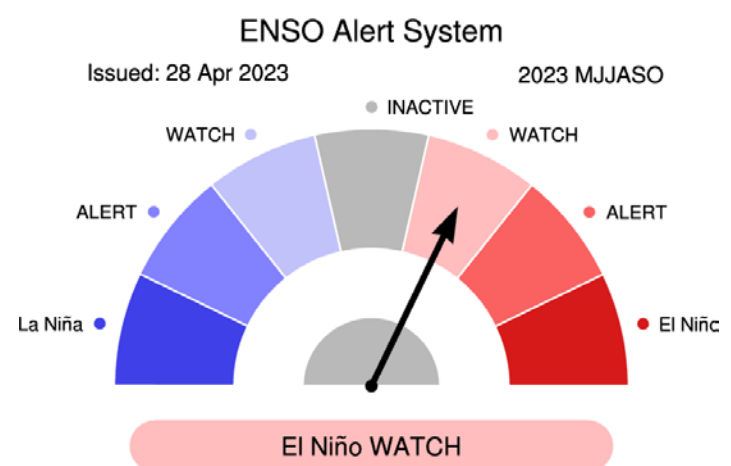 ENSO Alert System
Issued: 28 Apr 2023
2023 MJJASO
INACTIVE
WATCH
WATCH
ALERT
ALERT
La Niña
El Niño
El Niño WATCH